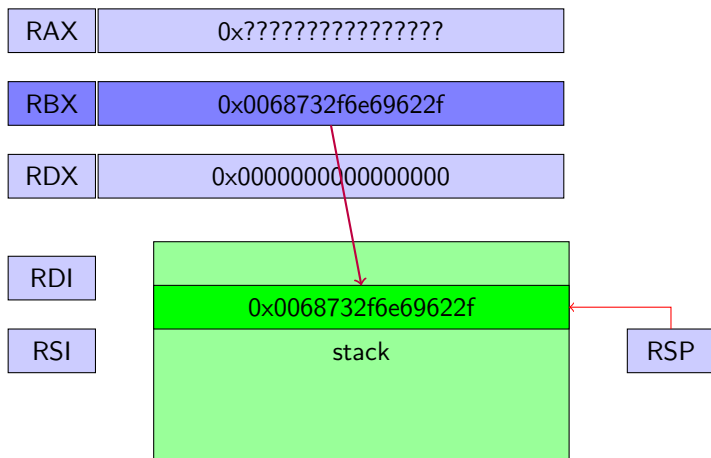 RAX 0x????????????????
RBX 0x0068732f6e69622f
RDX 0x0000000000000000
RDI
0x0068732f6e69622f
RSI stack RSP